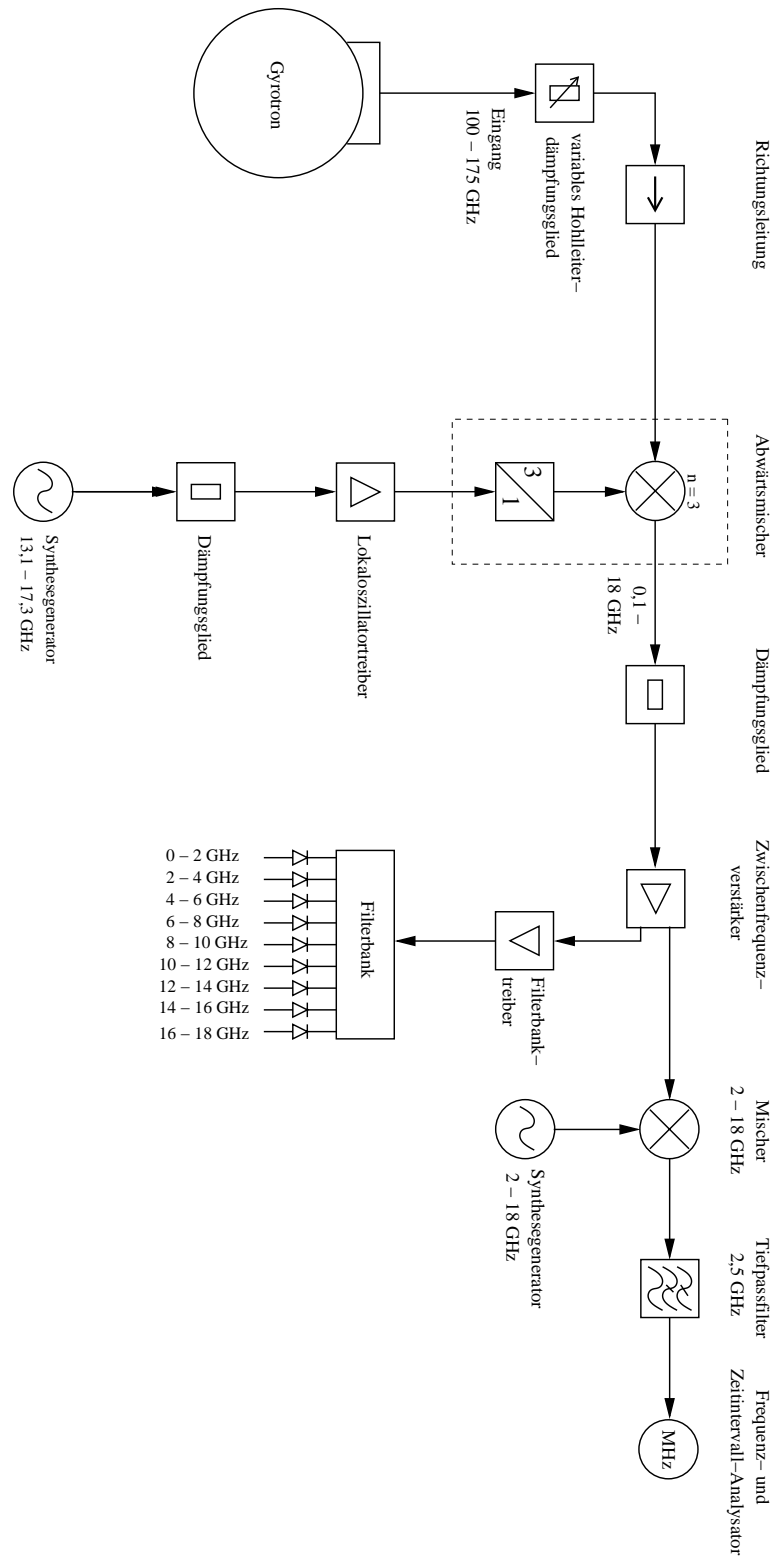 Richtungsleitung
Abwärtsmischer
Dämpfungsglied
Zwischenfrequenz–
verstärker
Mischer
2 – 18 GHz
Tiefpassfilter
2,5 GHz
Frequenz– und
Zeitintervall–Analysator
n = 3
0,1 –
18 GHz
MHz
variables Hohlleiter–
dämpfungsglied
Eingang
100 – 175 GHz
Gyrotron
3
1
Lokaloszillatortreiber
Dämpfungsglied
Synthesegenerator
13,1 – 17,3 GHz
Filterbank–
treiber
Filterbank
Synthesegenerator
2 – 18 GHz
0 – 2 GHz
2 – 4 GHz
4 – 6 GHz
6 – 8 GHz
8 – 10 GHz
10 – 12 GHz
12 – 14 GHz
14 – 16 GHz
16 – 18 GHz